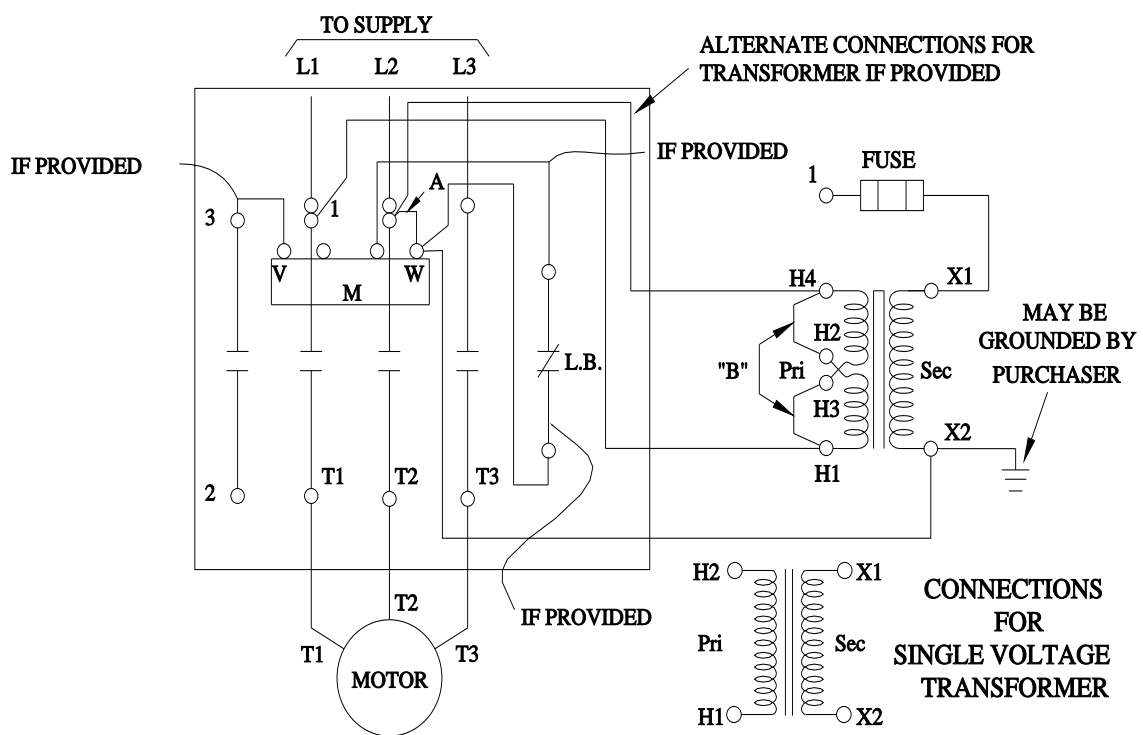 TO SUPPLY
L1 L2 L3
ALTERNATE CONNECTIONS FOR
TRANSFORMER IF PROVIDED
IF PROVIDED
IF PROVIDED
A
3
1
V
W
M
1
FUSE
H4
X1
H2
"B"
Pri
Sec
H3
H1
X2
MAY BE
GROUNDED BY
PURCHASER
L.B.
2
T1
T2
T3
IF PROVIDED
T2
T1
T3
MOTOR
H2
X1
Pri
Sec
H1
X2
CONNECTIONS
FOR
SINGLE VOLTAGE
TRANSFORMER